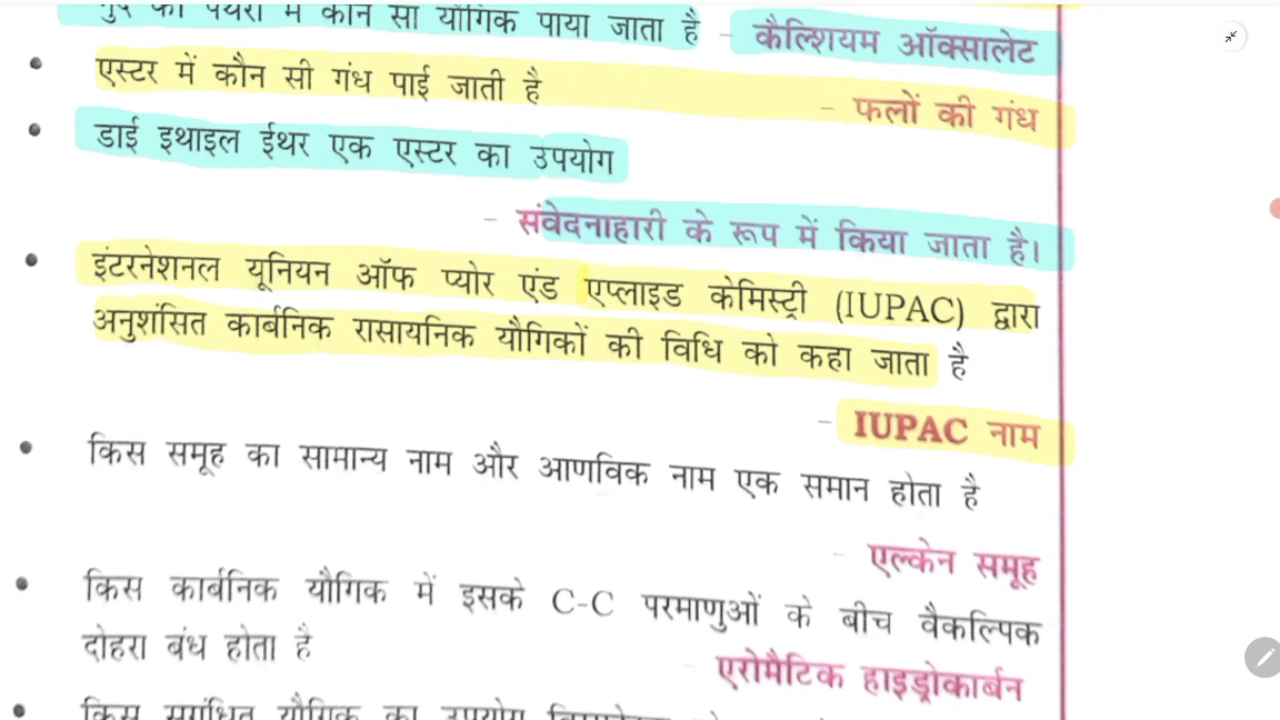 की पथरी में कौन सा यौगिक पाया जाता है – कैल्शियम ऑक्सालेट
• एस्टर में कौन सी गंध पाई जाती है – फलों की गंध
• डाई इथाइल ईथर एक एस्टर का उपयोग
– संवेदनाहारी के रूप में किया जाता है।
• इंटरनेशनल यूनियन ऑफ प्योर एंड एप्लाइड केमिस्ट्री (IUPAC) द्वारा
अनुशंसित कार्बनिक रासायनिक यौगिकों की विधि को कहा जाता है
– IUPAC नाम
• किस समूह का सामान्य नाम और आणविक नाम एक समान होता है
– एल्केन समूह
• किस कार्बनिक यौगिक में इसके C-C परमाणुओं के बीच वैकल्पिक
दोहरा बंध होता है
– एरोमैटिक हाइड्रोकार्बन
• किस यौगिक का उपयोग